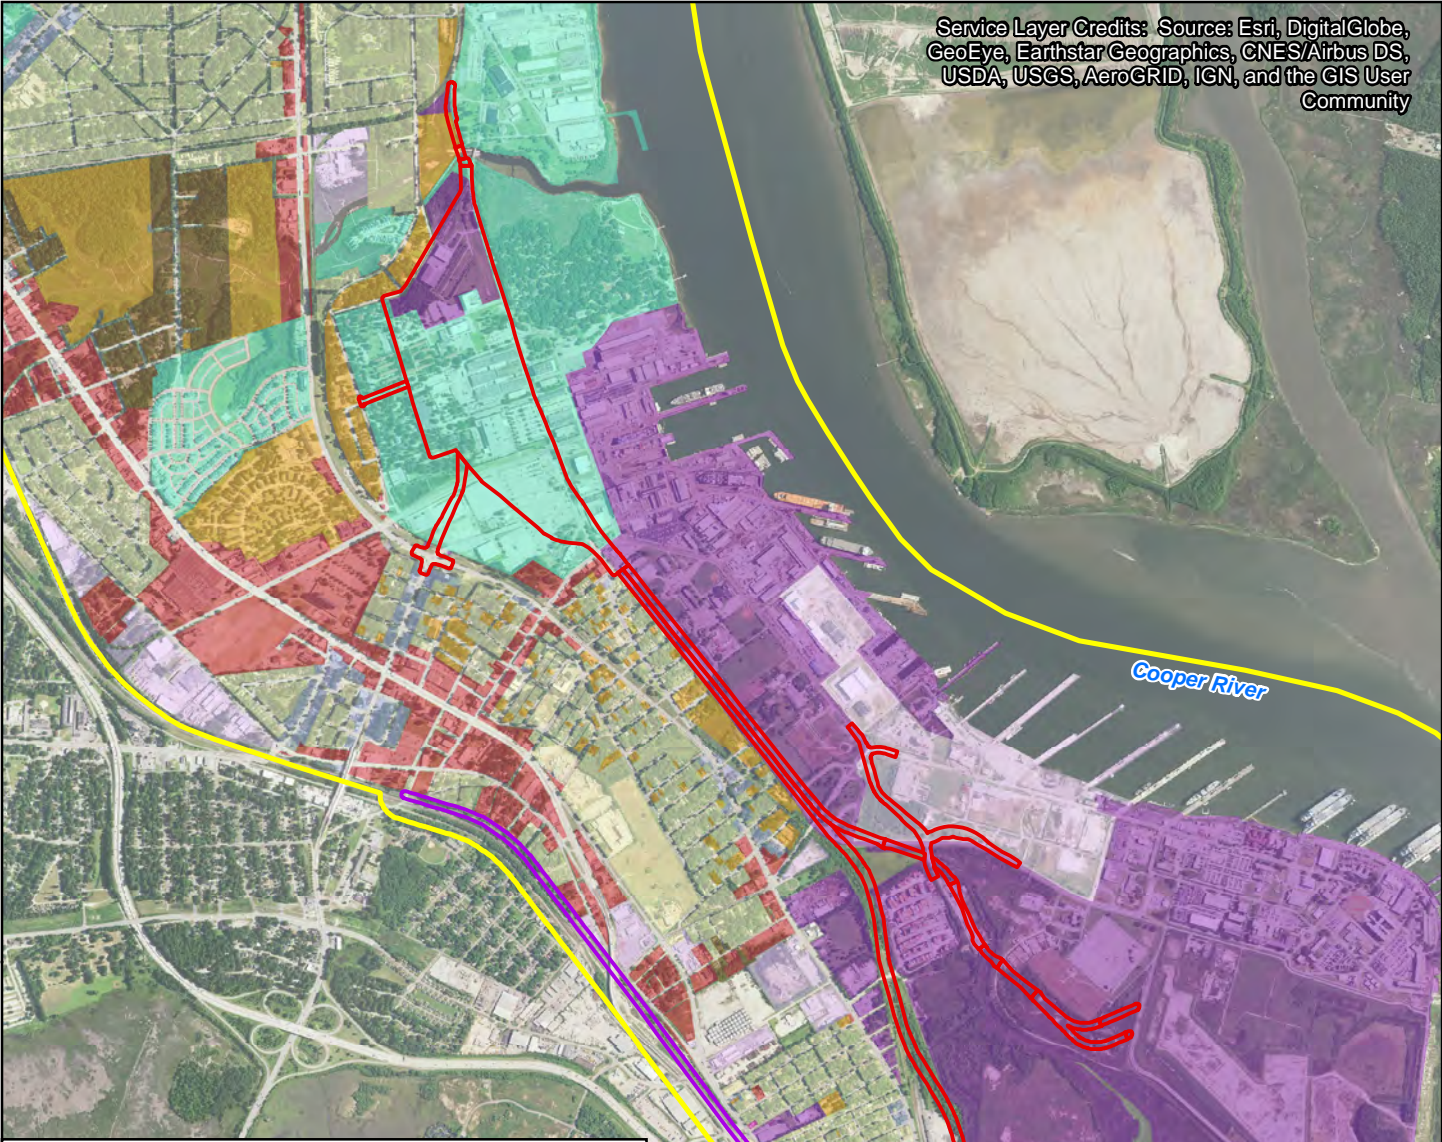 Service Layer Credits: Source: Esri, DigitalGlobe,
GeoEye, Earthstar Geographics, CNES/Airbus DS,
USDA, USGS, AeroGRID, IGN, and the GIS User
Community
Cooper River